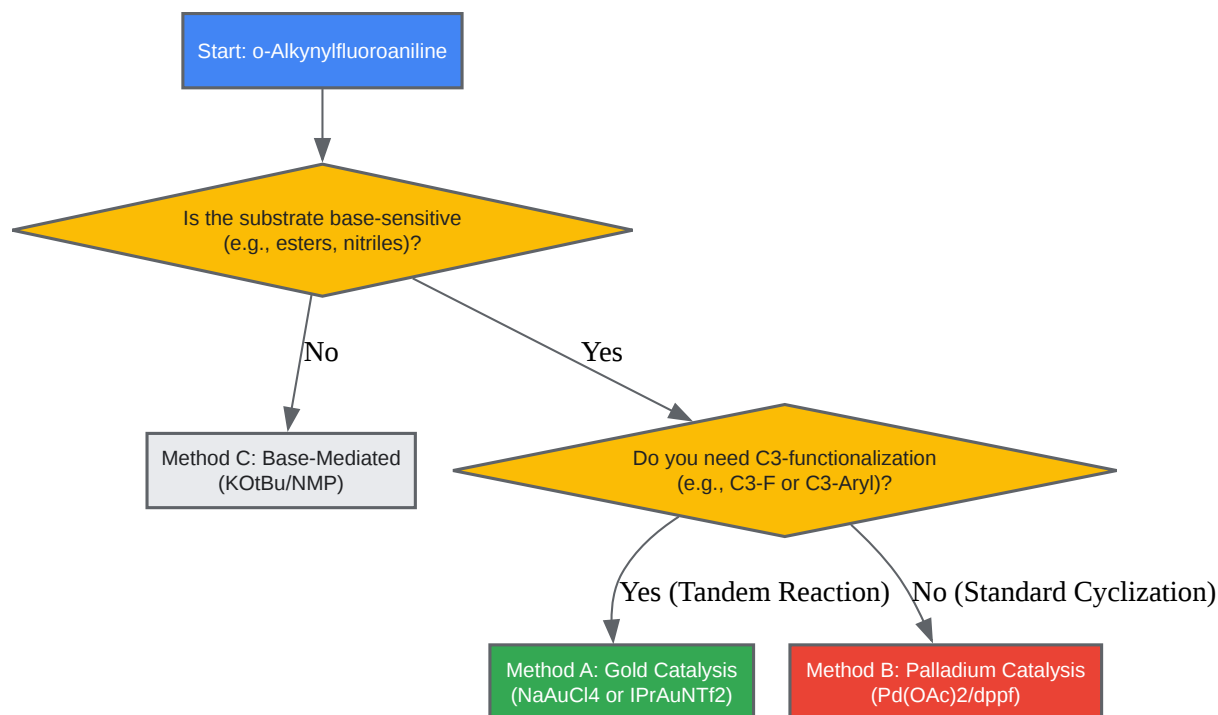 Start: o-Alkynylfluoroaniline
Is the substrate base-sensitive
(e.g., esters, nitriles)?
No
Yes
Method C: Base-Mediated
(KOtBu/NMP)
Do you need C3-functionalization
(e.g., C3-F or C3-Aryl)?
Yes (Tandem Reaction)
No (Standard Cyclization)
Method A: Gold Catalysis
(NaAuCl4 or IPrAuNTf2)
Method B: Palladium Catalysis
(Pd(OAc)2/dppf)